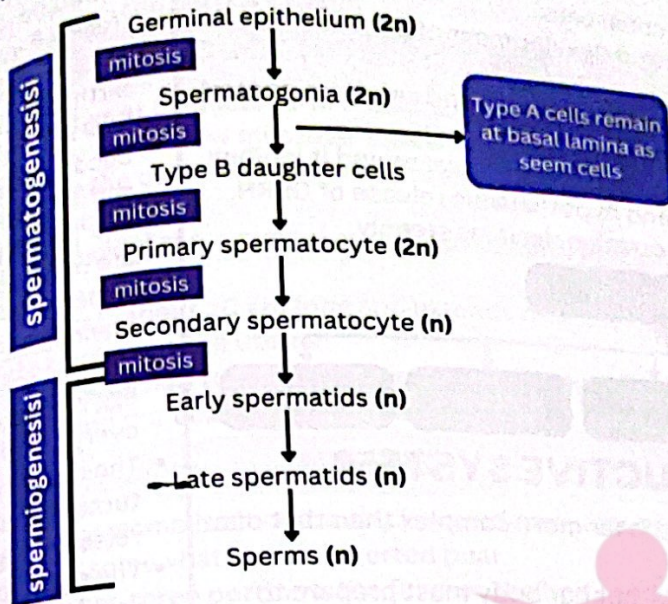 Germinal epithelium (2n)
mitosis
Spermatogonia (2n)
mitosis
Type A cells remain
at basal lamina as
seem cells
Type B daughter cells
mitosis
Primary spermatocyte (2n)
mitosis
Secondary spermatocyte (n)
mitosis
Early spermatids (n)
Late spermatids (n)
Sperms (n)
spermatogenesisi
spermiogenesisi